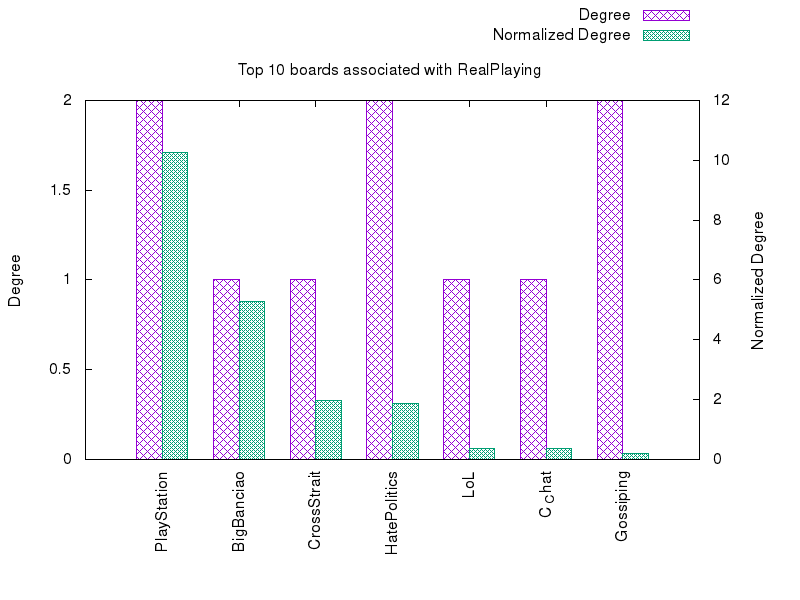 Degree
Normalized Degree
Top 10 boards associated with RealPlaying
2
1.5
1
0.5
0
12
10
8
6
4
2
0
Degree
Normalized Degree
PlayStation
BigBanciao
CrossStrait
HatePolitics
LoL
C Chat
Gossiping